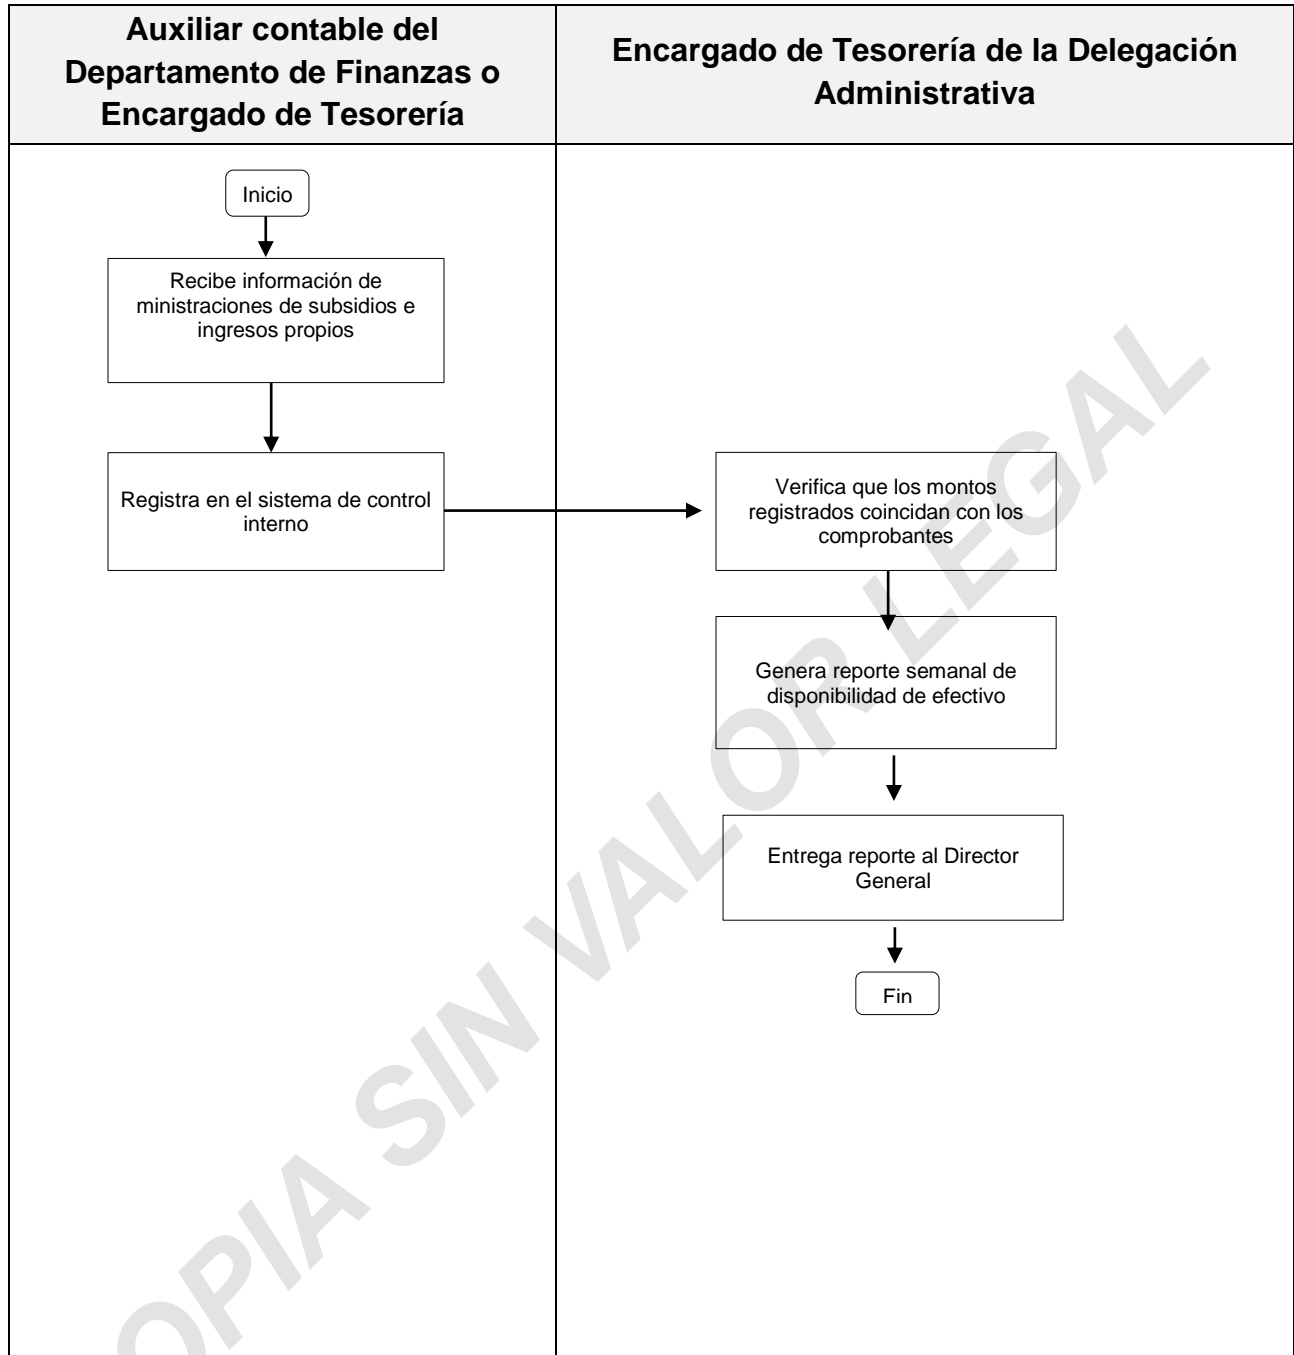 Auxiliar contable del
Departamento de Finanzas o
Encargado de Tesorería
Encargado de Tesorería de la Delegación
Administrativa
Inicio
Recibe información de
ministraciones de subsidios e
ingresos propios
Registra en el sistema de control
interno
Verifica que los montos
registrados coincidan con los
comprobantes
Genera reporte semanal de
disponibilidad de efectivo
Entrega reporte al Director
General
Fin
OPIA SIN VALOR LEGAL